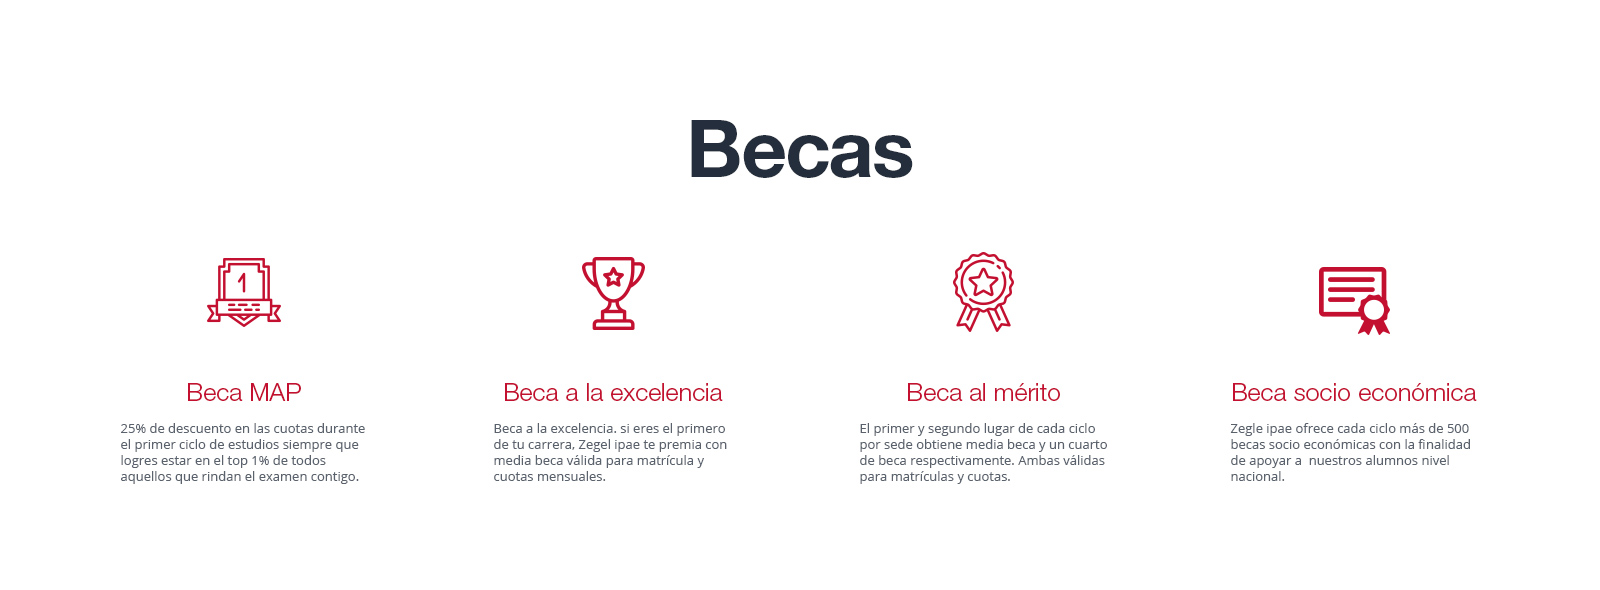 Becas
1
Beca MAP
25% de descuento en las cuotas durante
el primer ciclo de estudios siempre que
logres estar en el top 1% de todos
aquellos que rindan el examen contigo.
Beca a la excelencia
Beca a la excelencia. si eres el primero
de tu carrera, Zegel ipae te premia con
media beca válida para matrícula y
cuotas mensuales.
Beca al mérito
El primer y segundo lugar de cada ciclo
por sede obtiene media beca y un cuarto
de beca respectivamente. Ambas válidas
para matrículas y cuotas.
Beca socio económica
Zegle ipae ofrece cada ciclo más de 500
becas socio económicas con la finalidad
de apoyar a  nuestros alumnos nivel
nacional.